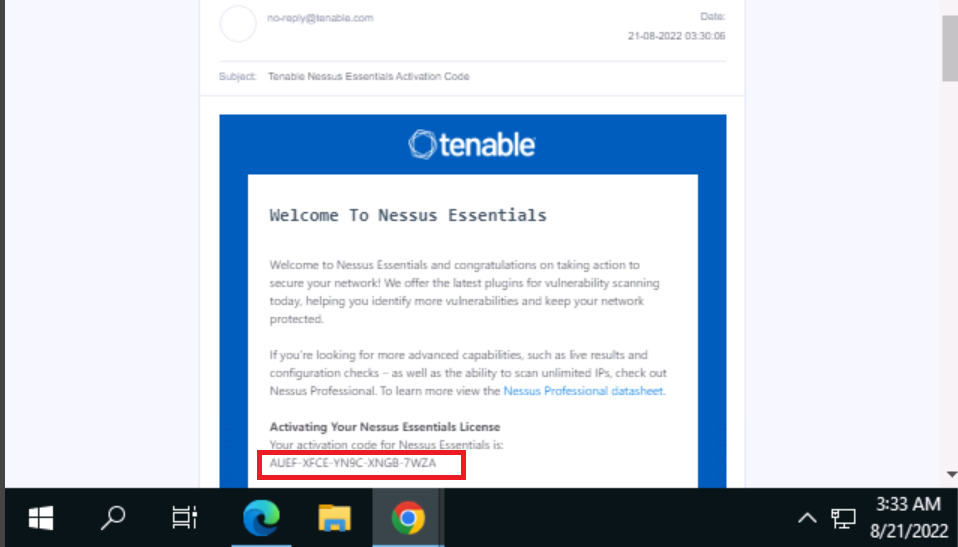 no-reply@tenable.com
Date:
21-08-2022 03:30:06
Subject: Tenable Nessus Essentials Activation Code
tenable
Welcome To Nessus Essentials
Welcome to Nessus Essentials and congratulations on taking action to
secure your network! We offer the latest plugins for vulnerability scanning
today, helping you identify more vulnerabilities and keep your network
protected.
If you're looking for more advanced capabilities, such as live results and
configuration checks – as well as the ability to scan unlimited IPs, check out
Nessus Professional. To learn more view the Nessus Professional datasheet.
Activating Your Nessus Essentials License
Your activation code for Nessus Essentials is:
AUEF-XFCE-YN9C-XNGB-7WZA
3:33 AM
8/21/2022